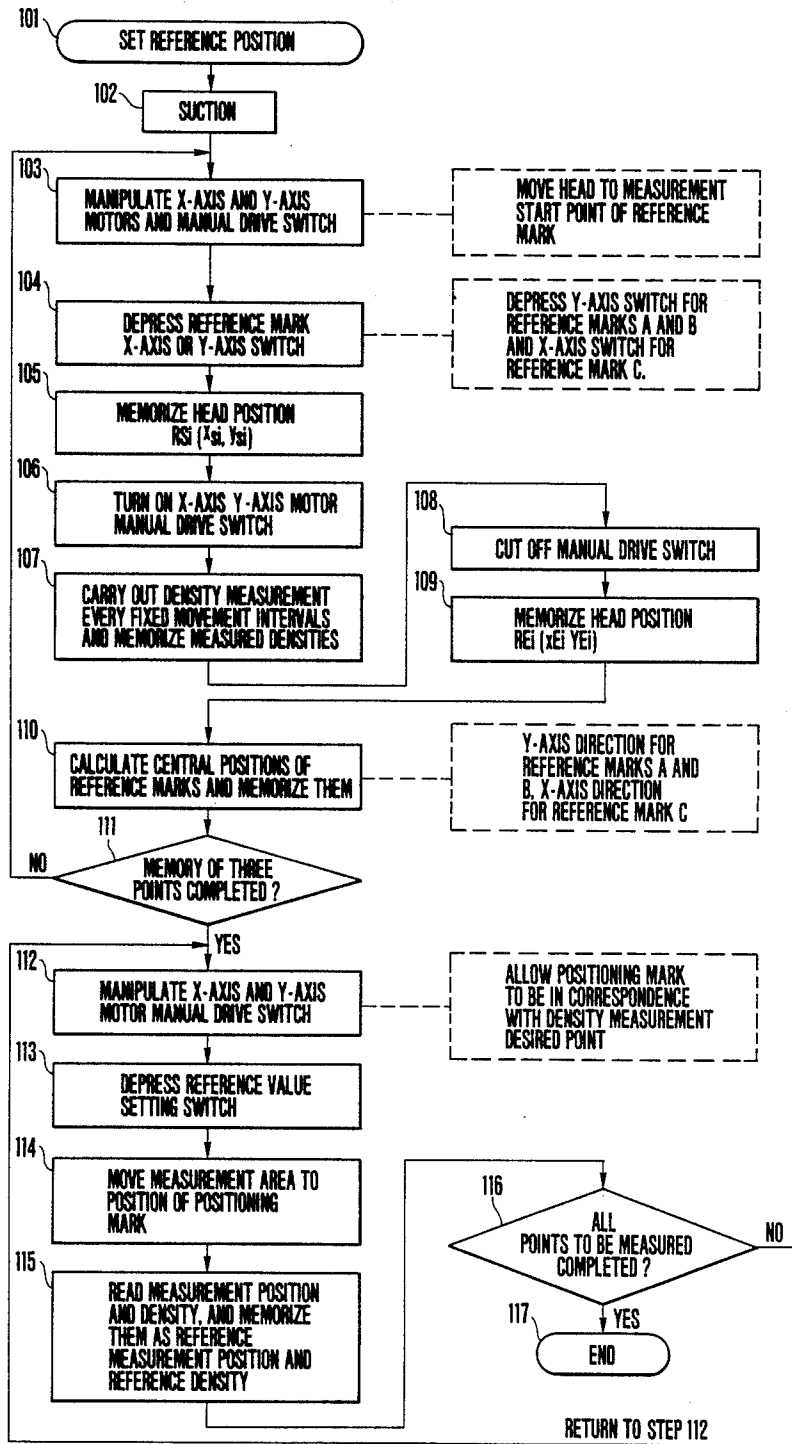 101
SET REFERENCE POSITION
102
SUCTION
103
MANIPULATE X-AXIS AND Y-AXIS
MOTORS AND MANUAL DRIVE SWITCH
MOVE HEAD TO MEASUREMENT
START POINT OF REFERENCE
MARK
104
DEPRESS REFERENCE MARK
X-AXIS OR Y-AXIS SWITCH
DEPRESS Y-AXIS SWITCH FOR
REFERENCE MARKS A AND B
AND X-AXIS SWITCH FOR
REFERENCE MARK C.
105
MEMORIZE HEAD POSITION
RSi (Xsi, Ysi)
106
TURN ON X-AXIS Y-AXIS MOTOR
MANUAL DRIVE SWITCH
107
CARRY OUT DENSITY MEASUREMENT
EVERY FIXED MOVEMENT INTERVALS
AND MEMORIZE MEASURED DENSITIES
108
CUT OFF MANUAL DRIVE SWITCH
109
MEMORIZE HEAD POSITION
REi (xEi YEi)
110
CALCULATE CENTRAL POSITIONS OF
REFERENCE MARKS AND MEMORIZE THEM
Y-AXIS DIRECTION FOR
REFERENCE MARKS A AND
B, X-AXIS DIRECTION
FOR REFERENCE MARK C
111
NO
MEMORY OF THREE
POINTS COMPLETED ?
YES
112
MANIPULATE X-AXIS AND Y-AXIS
MOTOR MANUAL DRIVE SWITCH
ALLOW POSITIONING MARK
TO BE IN CORRESPONDENCE
WITH DENSITY MEASUREMENT
DESIRED POINT
113
DEPRESS REFERENCE VALUE
SETTING SWITCH
114
MOVE MEASUREMENT AREA TO
POSITION OF POSITIONING
MARK
115
READ MEASUREMENT POSITION
AND DENSITY, AND MEMORIZE
THEM AS REFERENCE
MEASUREMENT POSITION AND
REFERENCE DENSITY
116
ALL
POINTS TO BE MEASURED
COMPLETED ?
NO
YES
117
END
RETURN TO STEP 112